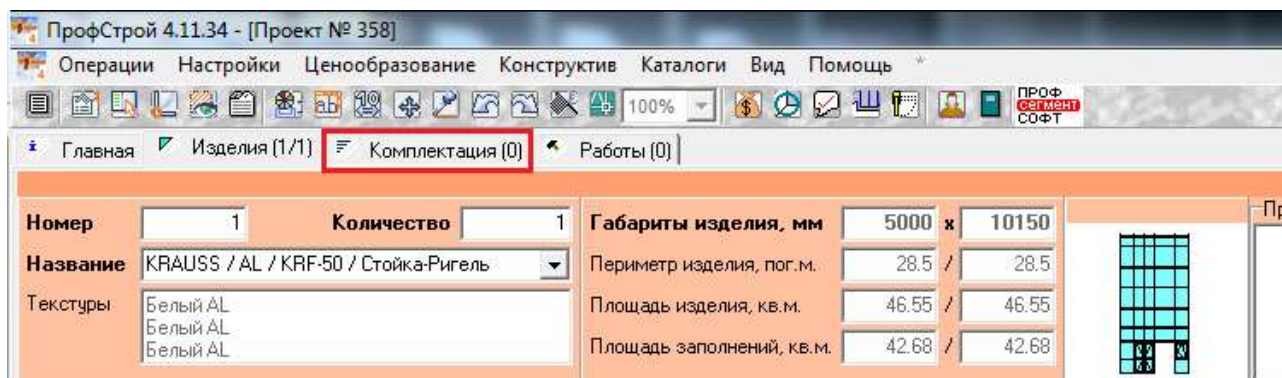 ПрофСтрой 4.11.34 - [Проект № 358]
Операции Настройки Ценообразование Конструктив Каталоги Вид Помощь *
100% ПРОФ
СЕГМЕНТ
СОФТ
Главная Изделия (1/1) Комплектация (0) Работы (0)
Номер 1 Количество 1 Габариты изделия, мм 5000 x 10150
Название KRAUSS / AL / KRF-50 / Стойка-Ригель Периметр изделия, пог.м. 28.5 / 28.5
Текстуры Белый AL Площадь изделия, кв.м. 46.55 / 46.55
Белый AL
Белый AL Площадь заполнений, кв.м. 42.68 / 42.68